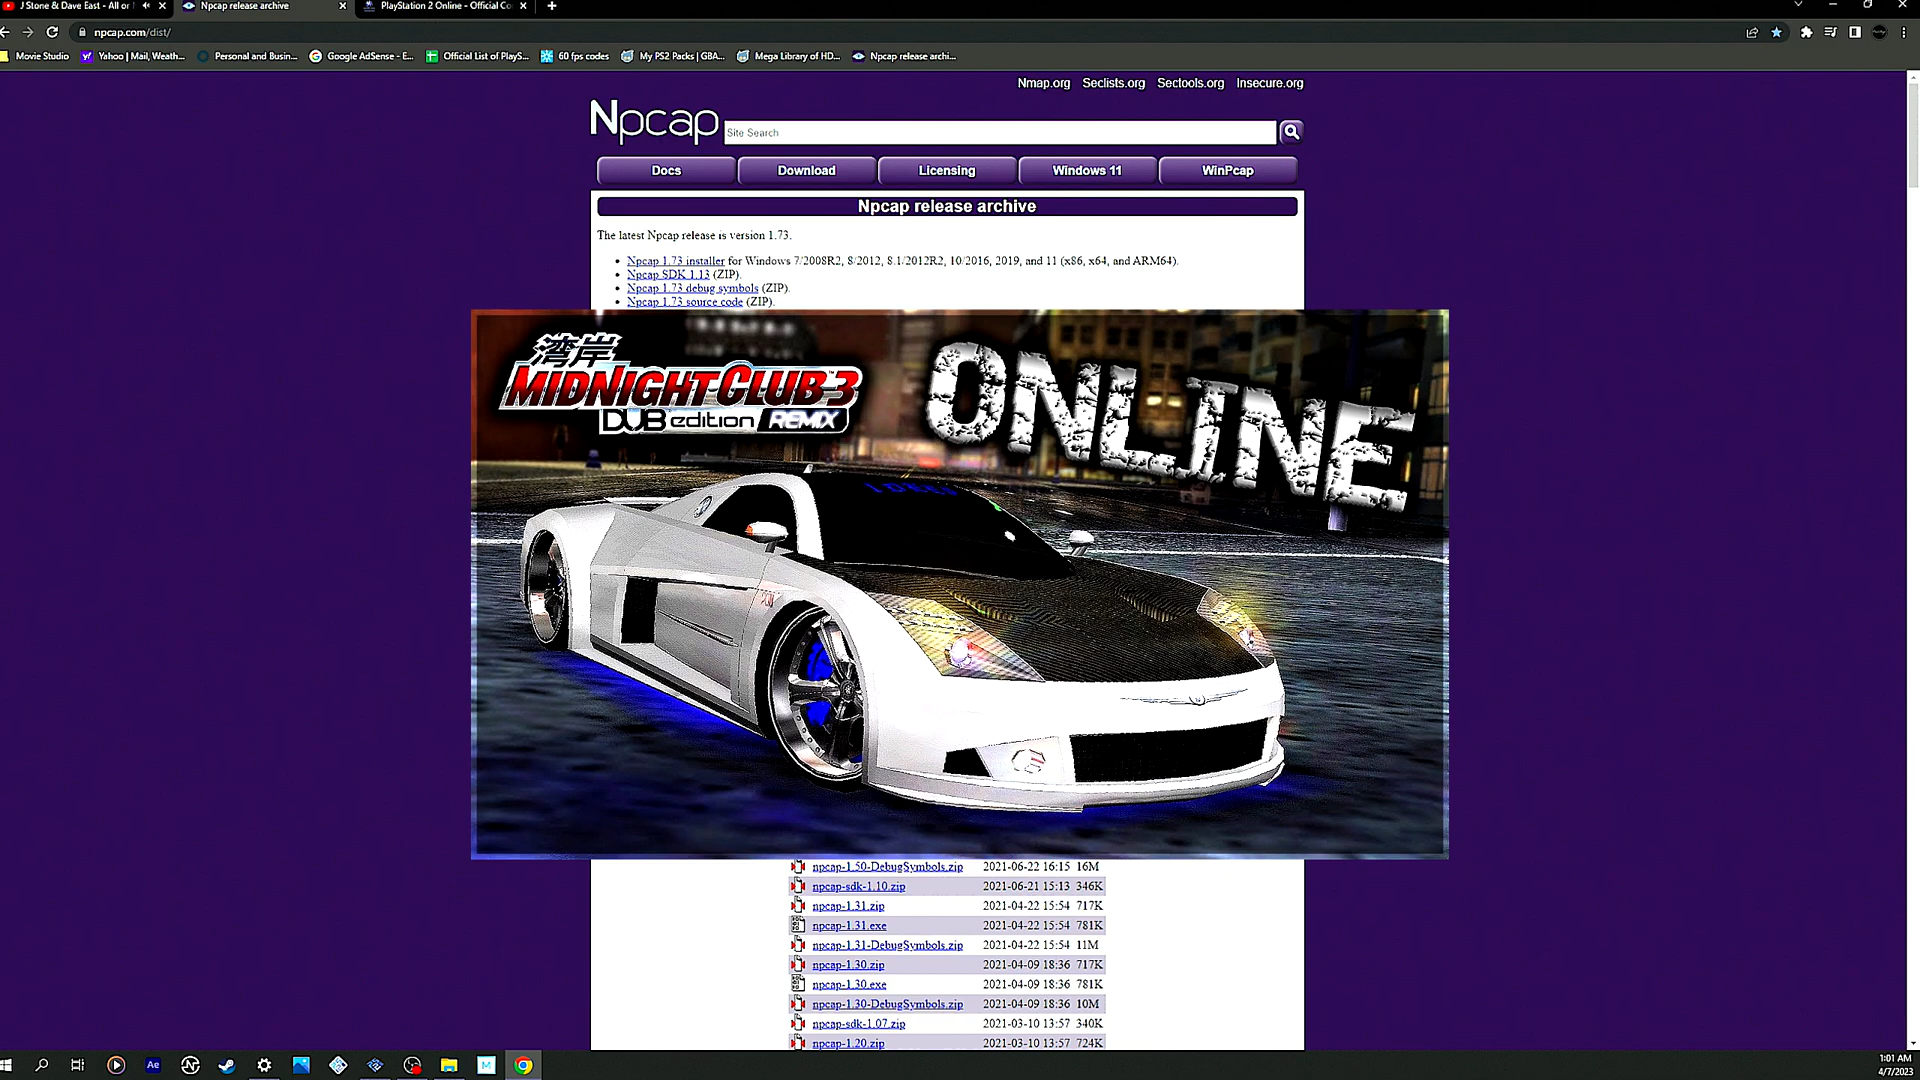 J Stone & Dave East - All or
Npcap release archive
PlayStation 2 Online - Official Co
npcap.com/dist/
Movie Studio
Yahoo | Mail, Weath...
Personal and Busin...
Google AdSense - E...
Official List of PlayS...
60 fps codes
My PS2 Packs | GBA...
Mega Library of HD...
Npcap release archi...
Nmap.org Seclists.org Sectools.org Insecure.org
Npcap
Site Search
Docs Download Licensing Windows 11 WinPcap
Npcap release archive
The latest Npcap release is version 1.73.
Npcap 1.73 installer for Windows 7/2008R2, 8/2012, 8.1/2012R2, 10/2016, 2019, and 11 (x86, x64, and ARM64).
Npcap SDK 1.13 (ZIP).
Npcap 1.73 debug symbols (ZIP).
Npcap 1.73 source code (ZIP).
湾岸
MIDNIGHT CLUB 3
DUB edition REMIX
ONLINE
npcap-1.50-DebugSymbols.zip 2021-06-22 16:15 16M
npcap-sdk-1.10.zip 2021-06-21 15:13 346K
npcap-1.31.zip 2021-04-22 15:54 717K
npcap-1.31.exe 2021-04-22 15:54 781K
npcap-1.31-DebugSymbols.zip 2021-04-22 15:54 11M
npcap-1.30.zip 2021-04-09 18:36 717K
npcap-1.30.exe 2021-04-09 18:36 781K
npcap-1.30-DebugSymbols.zip 2021-04-09 18:36 10M
npcap-sdk-1.07.zip 2021-03-10 13:57 340K
npcap-1.20.zip 2021-03-10 13:57 724K
Ae
M
1:01 AM
4/7/2023